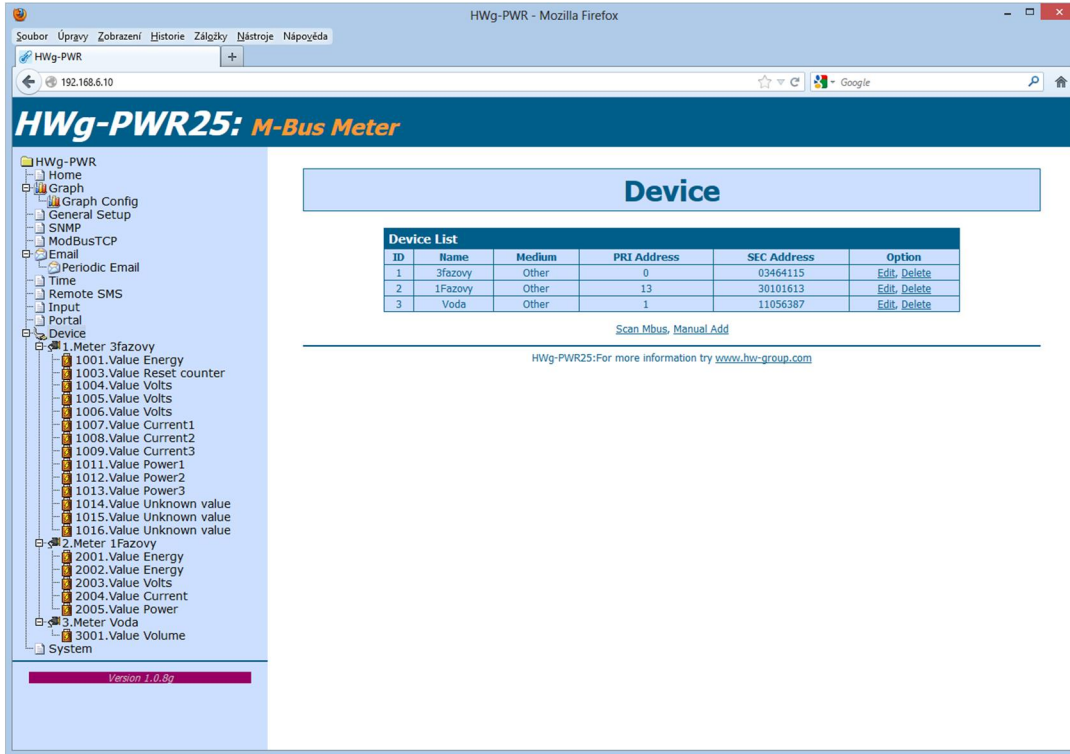 HWg-PWR - Mozilla Firefox
Soubor Úpravy Zobrazení Historie Záložky Nástroje Nápověda
HWg-PWR
192.168.6.10
Google
HWg-PWR25: M-Bus Meter
HWg-PWR
Home
Graph
Graph Config
General Setup
SNMP
ModBusTCP
Email
Periodic Email
Time
Remote SMS
Input
Portal
Device
1.Meter 3fazovy
1001.Value Energy
1003.Value Reset counter
1004.Value Volts
1005.Value Volts
1006.Value Volts
1007.Value Current1
1008.Value Current2
1009.Value Current3
1011.Value Power1
1012.Value Power2
1013.Value Power3
1014.Value Unknown value
1015.Value Unknown value
1016.Value Unknown value
2.Meter 1Fazovy
2001.Value Energy
2002.Value Energy
2003.Value Volts
2004.Value Current
2005.Value Power
3.Meter Voda
3001.Value Volume
System
Version 1.0.8g
Device
Device List
ID Name Medium PRI Address SEC Address Option
1 3fazovy Other 0 03464115 Edit, Delete
2 1Fazovy Other 13 30101613 Edit, Delete
3 Voda Other 1 11056387 Edit, Delete
Scan Mbus, Manual Add
HWg-PWR25:For more information try www.hw-group.com